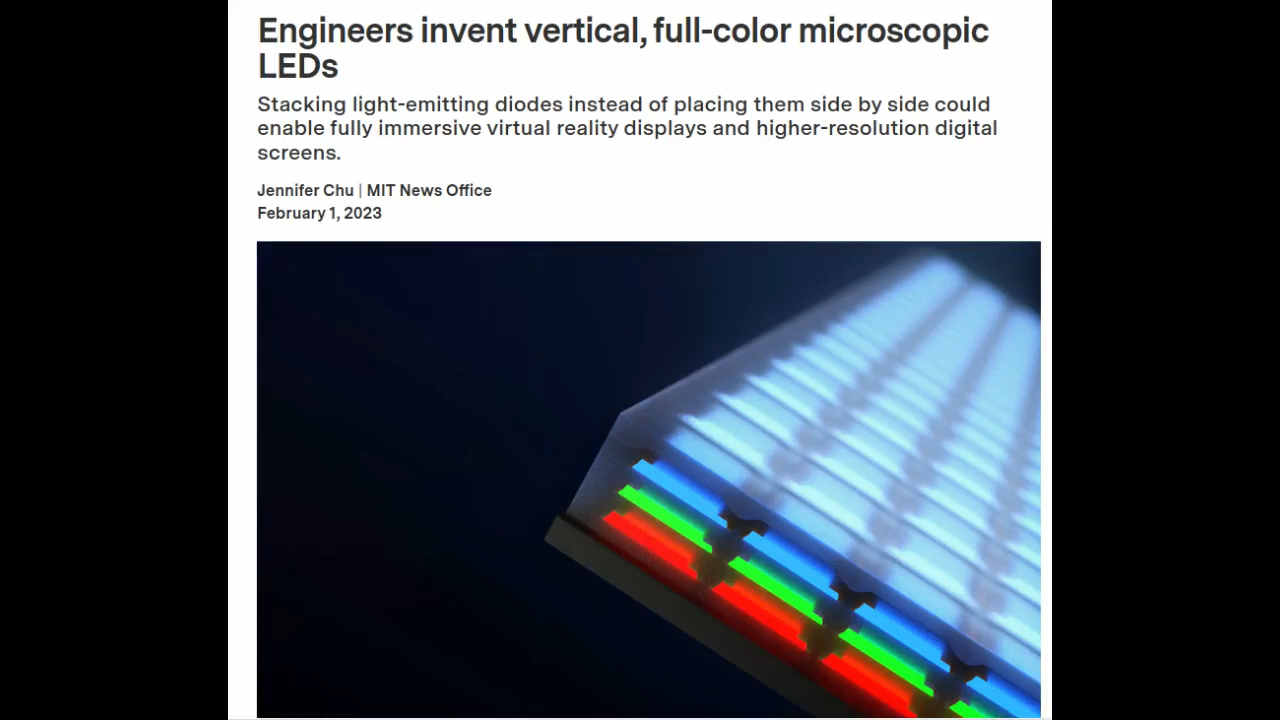 Engineers invent vertical, full-color microscopic
LEDs
Stacking light-emitting diodes instead of placing them side by side could
enable fully immersive virtual reality displays and higher-resolution digital
screens.
Jennifer Chu | MIT News Office
February 1, 2023